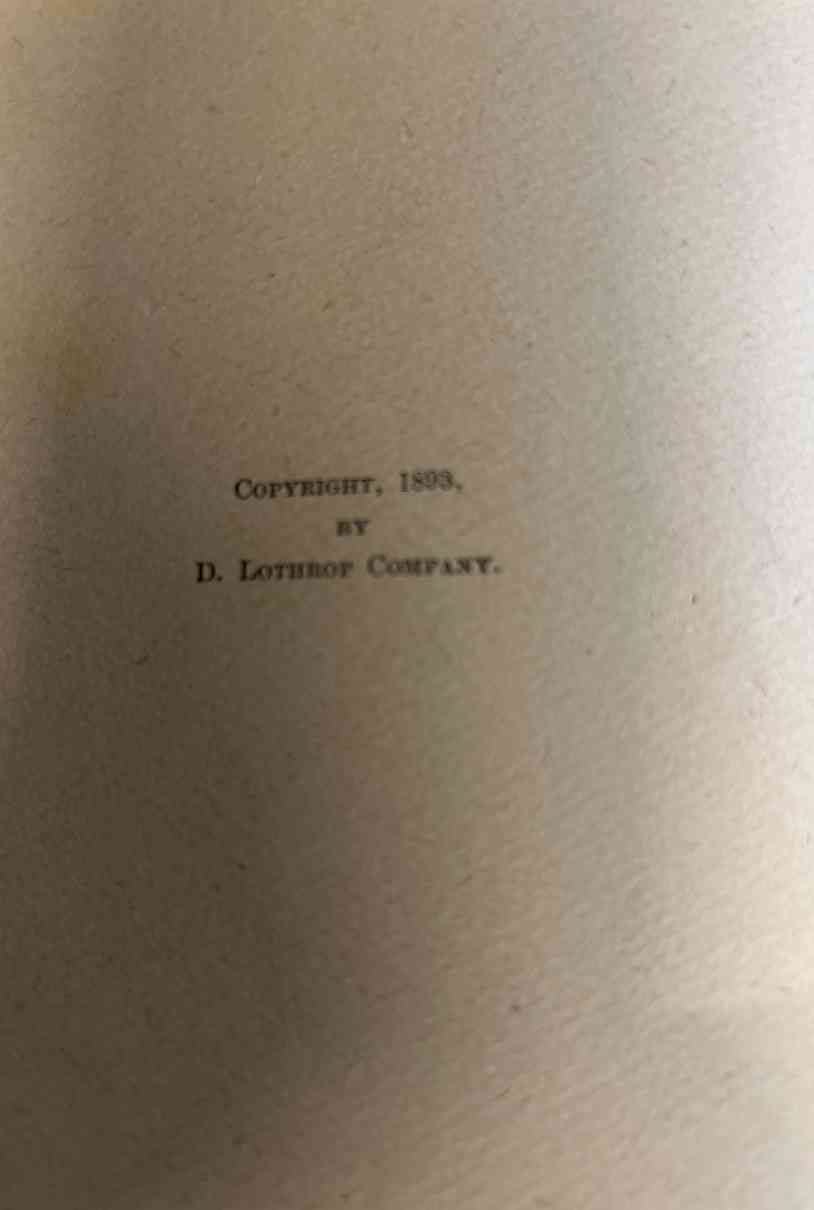 COPYRIGHT, 1893,
BY
D. LOTHROP COMPANY.